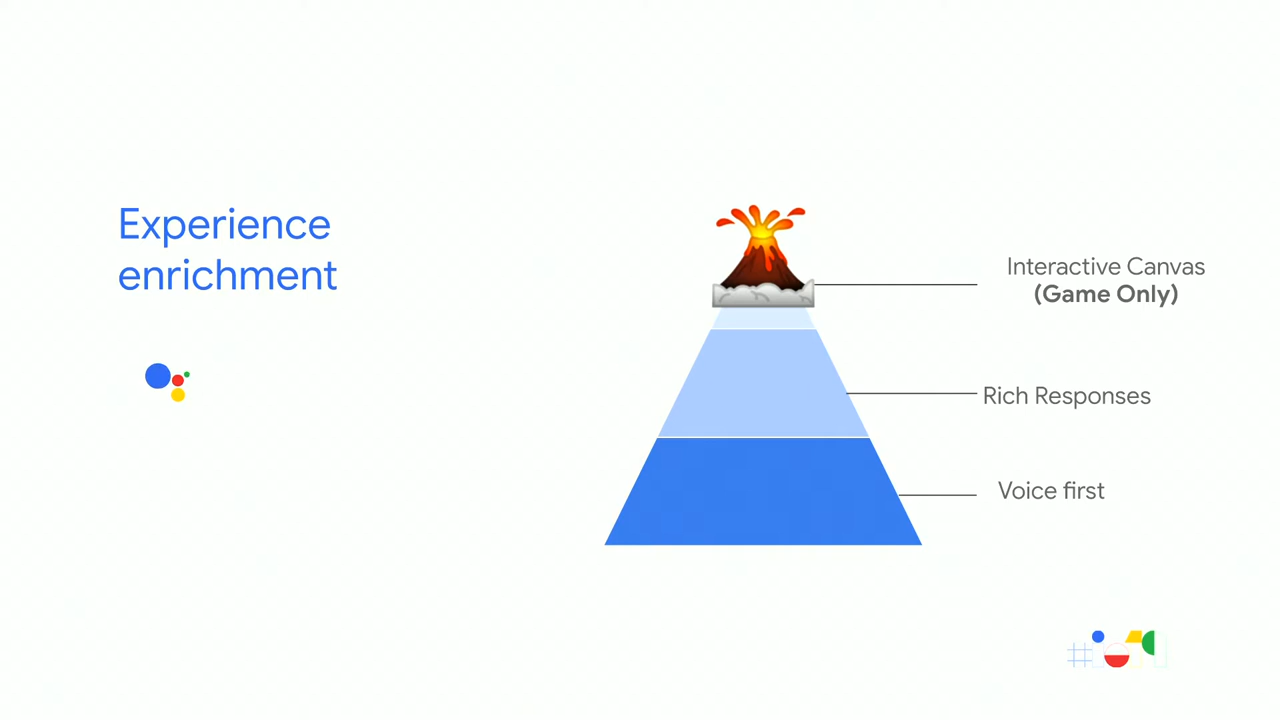 Experience
enrichment
Interactive Canvas
(Game Only)
Rich Responses
Voice first